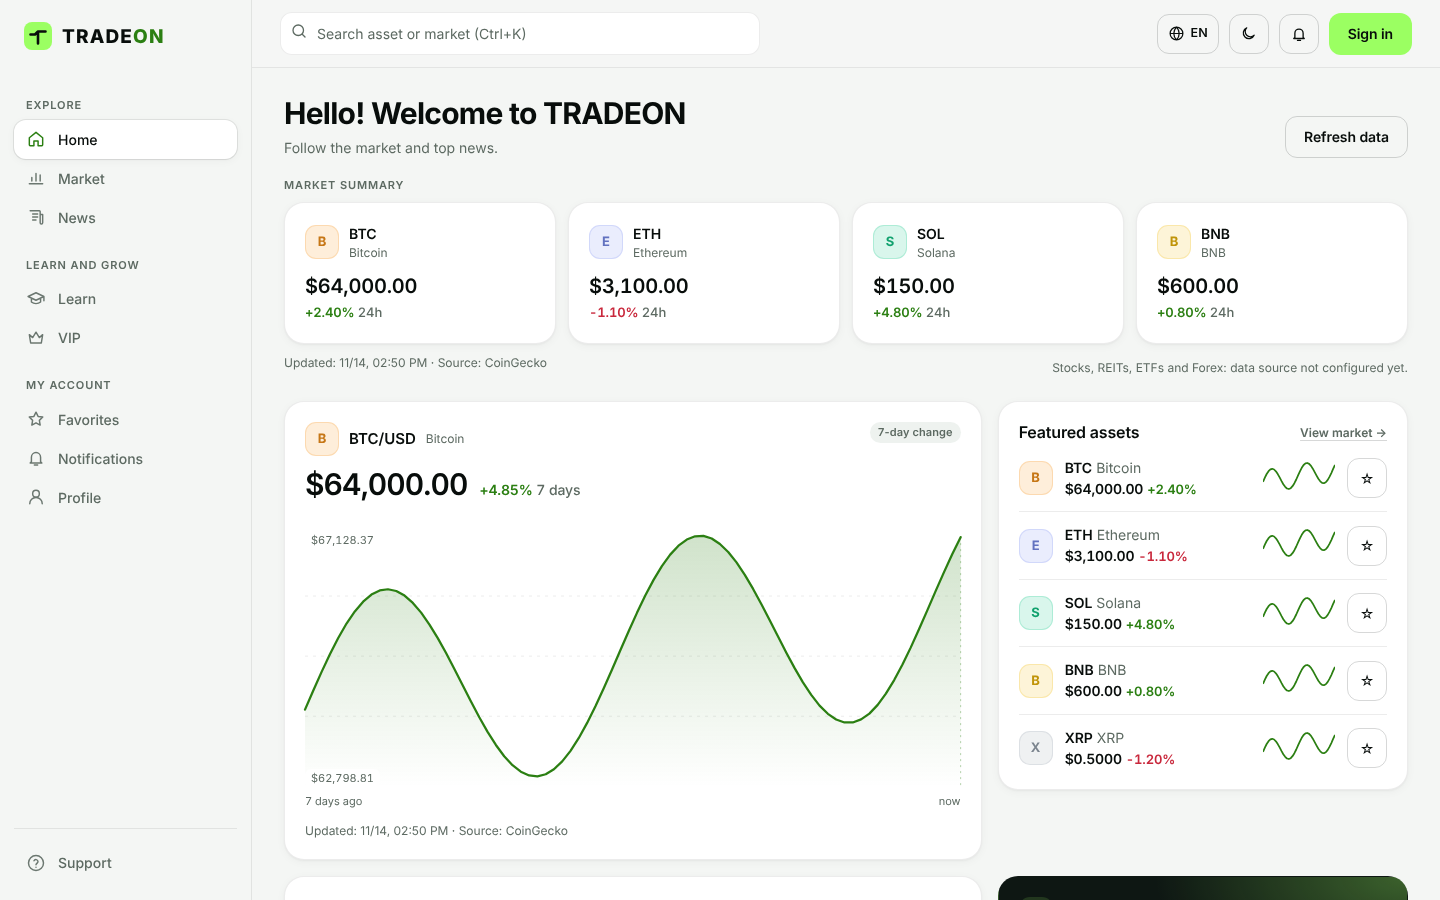 TRADEON
EXPLORE
Home
Market
News
LEARN AND GROW
Learn
VIP
MY ACCOUNT
Favorites
Notifications
Profile
Support
Search asset or market (Ctrl+K)
EN
Sign in
Hello! Welcome to TRADEON
Follow the market and top news.
Refresh data
MARKET SUMMARY
B
BTC
Bitcoin
$64,000.00
+2.40% 24h
E
ETH
Ethereum
$3,100.00
-1.10% 24h
S
SOL
Solana
$150.00
+4.80% 24h
B
BNB
BNB
$600.00
+0.80% 24h
Updated: 11/14, 02:50 PM · Source: CoinGecko
Stocks, REITs, ETFs and Forex: data source not configured yet.
B
BTC/USD Bitcoin
7-day change
$64,000.00 +4.85% 7 days
$67,128.37
$62,798.81
7 days ago
now
Updated: 11/14, 02:50 PM · Source: CoinGecko
Featured assets
View market →
B
BTC Bitcoin
$64,000.00 +2.40%
E
ETH Ethereum
$3,100.00 -1.10%
S
SOL Solana
$150.00 +4.80%
B
BNB BNB
$600.00 +0.80%
X
XRP XRP
$0.5000 -1.20%